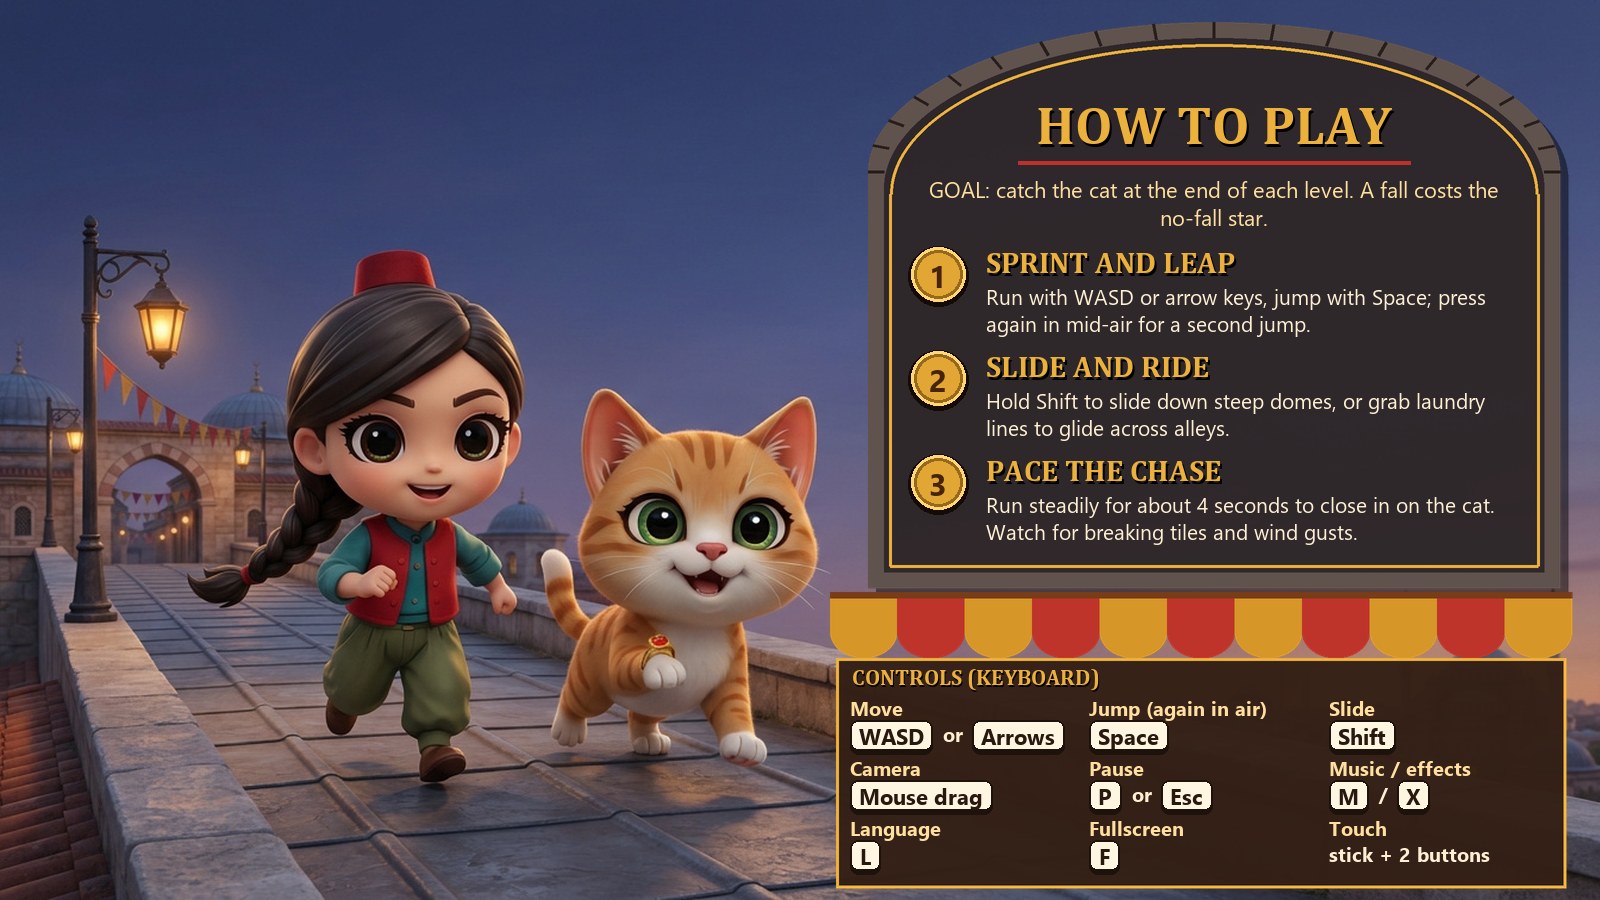 HOW TO PLAY
GOAL: catch the cat at the end of each level. A fall costs the
no-fall star.
1
SPRINT AND LEAP
Run with WASD or arrow keys, jump with Space; press
again in mid-air for a second jump.
2
SLIDE AND RIDE
Hold Shift to slide down steep domes, or grab laundry
lines to glide across alleys.
3
PACE THE CHASE
Run steadily for about 4 seconds to close in on the cat.
Watch for breaking tiles and wind gusts.
CONTROLS (KEYBOARD)
Move
WASD or Arrows
Jump (again in air)
Space
Slide
Shift
Camera
Mouse drag
Pause
P or Esc
Music / effects
M / X
Language
L
Fullscreen
F
Touch
stick + 2 buttons